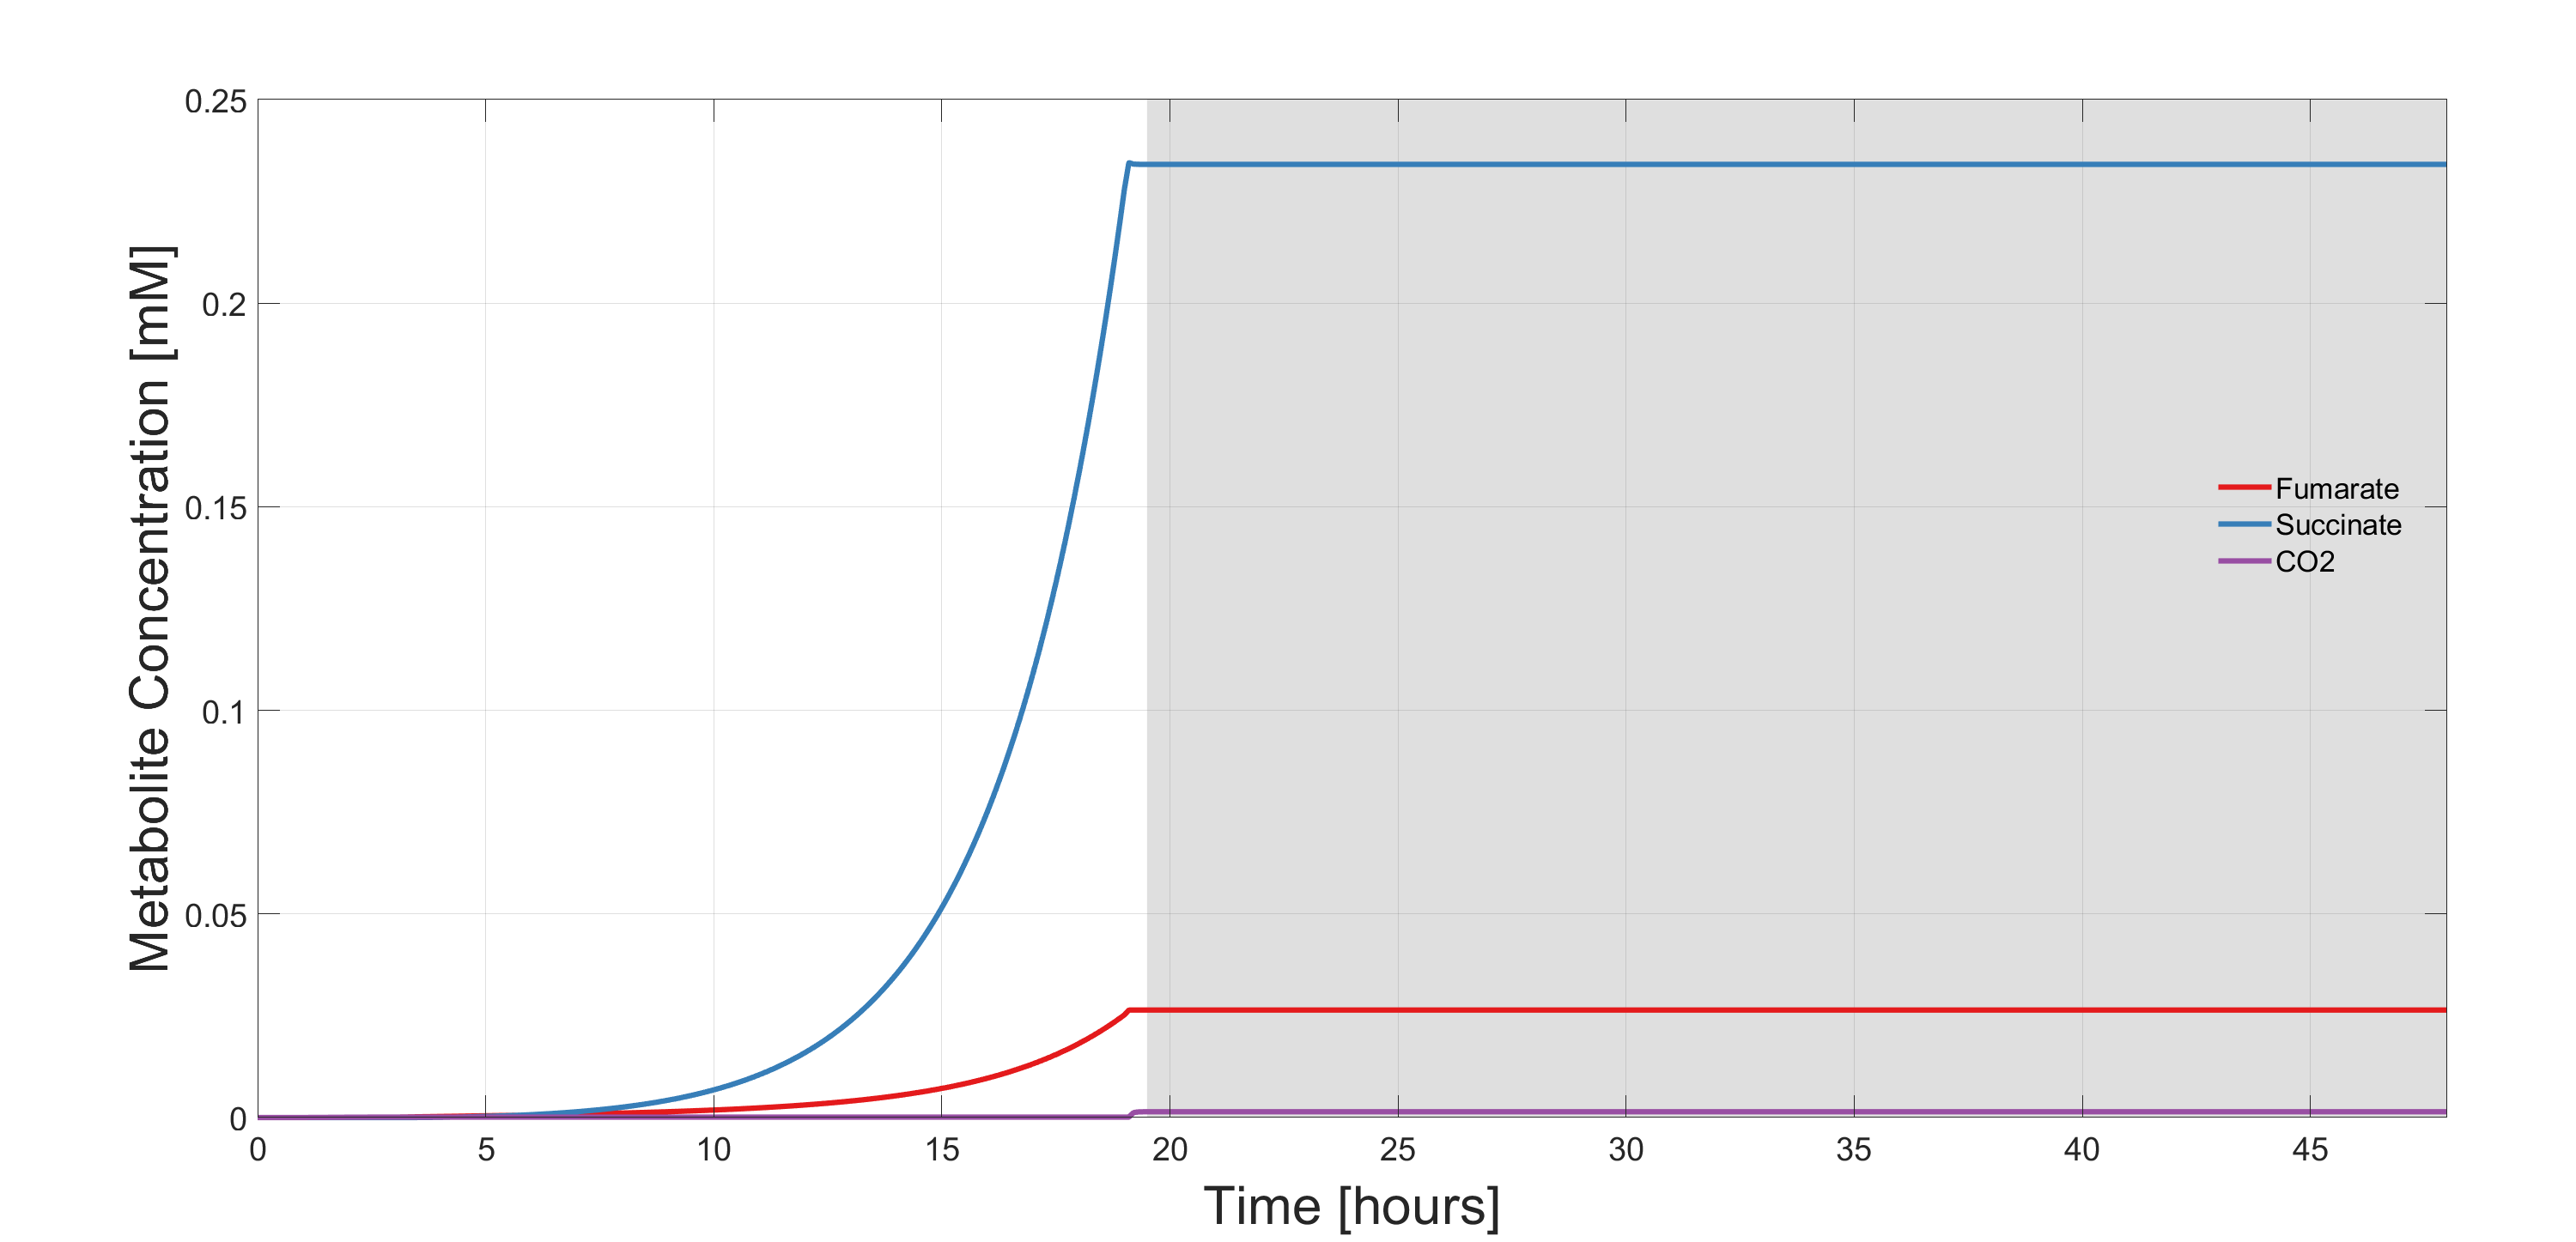 Metabolite Concentration [mM]
0.25
0.2
0.15
0.1
0.05
0
Fumarate
Succinate
CO2
0 5 10 15 20 25 30 35 40 45
Time [hours]